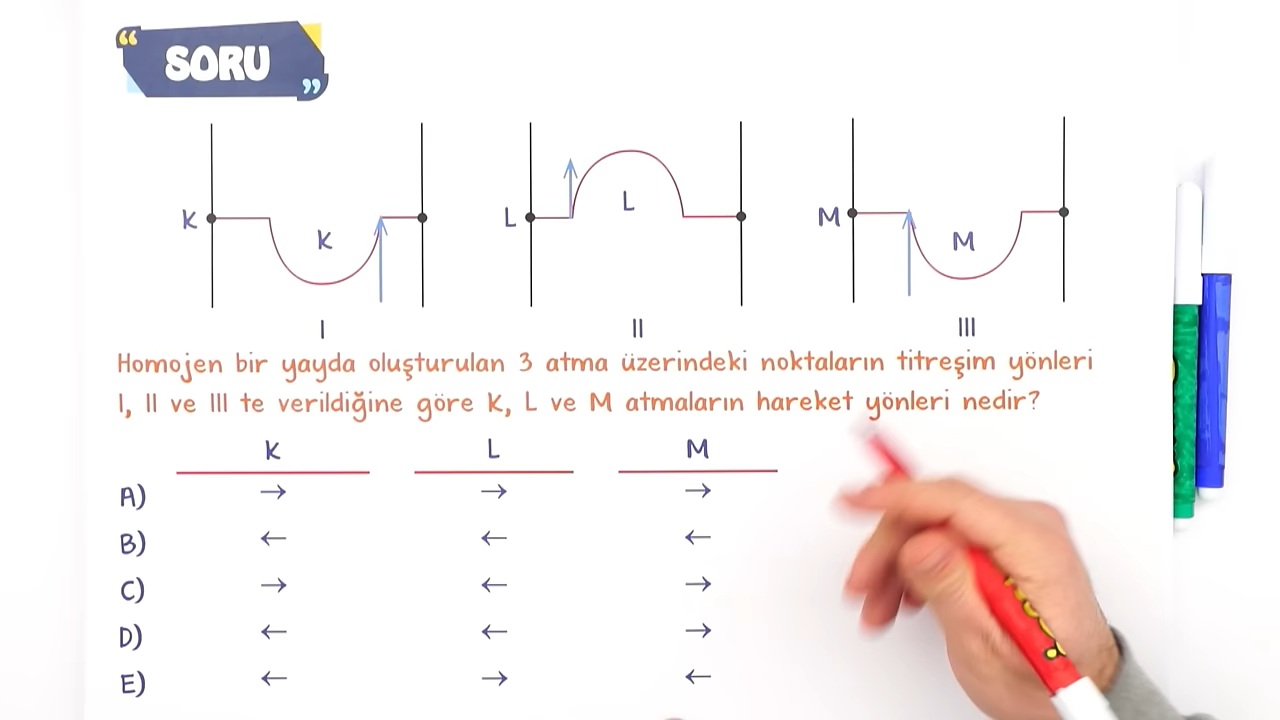 “ SORU ”
K K
L L
M M
I II III
Homojen bir yayda oluşturulan 3 atma üzerindeki noktaların titreşim yönleri
I, II ve III te verildiğine göre K, L ve M atmaların hareket yönleri nedir?
K L M
A) → → →
B) ← ← ←
C) → ← →
D) ← ← →
E) ← → ←